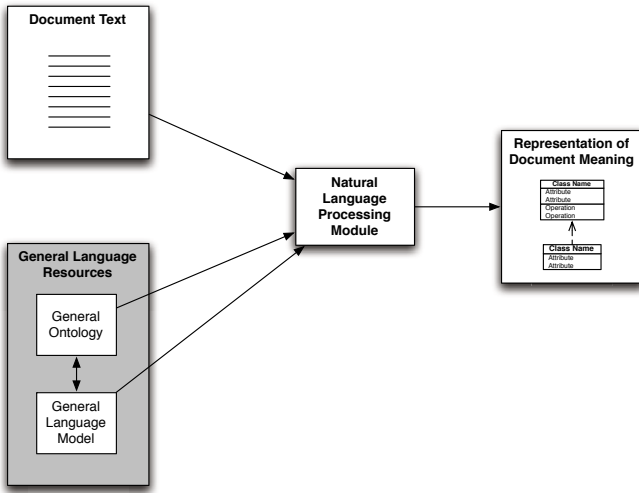 Document Text
General Language
Resources
General
Ontology
General
Language
Model
Natural
Language
Processing
Module
Representation of
Document Meaning
Class Name
Attribute
Attribute
Operation
Operation
Class Name
Attribute
Attribute